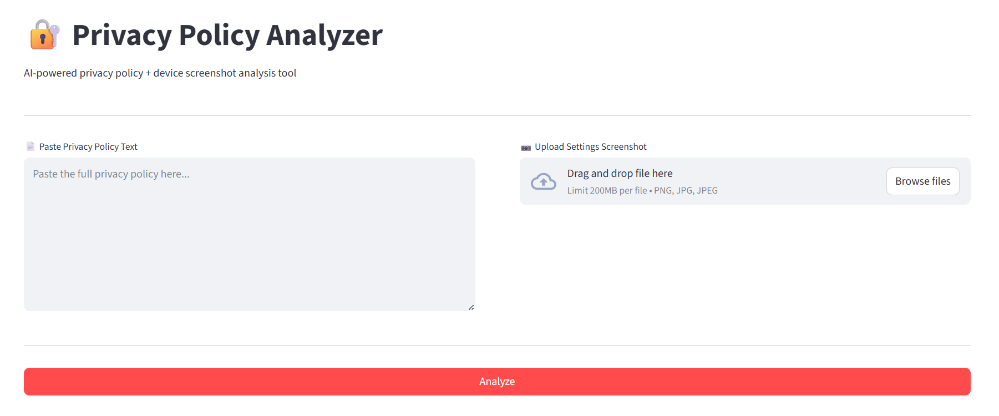 Privacy Policy Analyzer
AI-powered privacy policy + device screenshot analysis tool
Paste Privacy Policy Text
Paste the full privacy policy here...
Upload Settings Screenshot
Drag and drop file here
Limit 200MB per file • PNG, JPG, JPEG
Browse files
Analyze